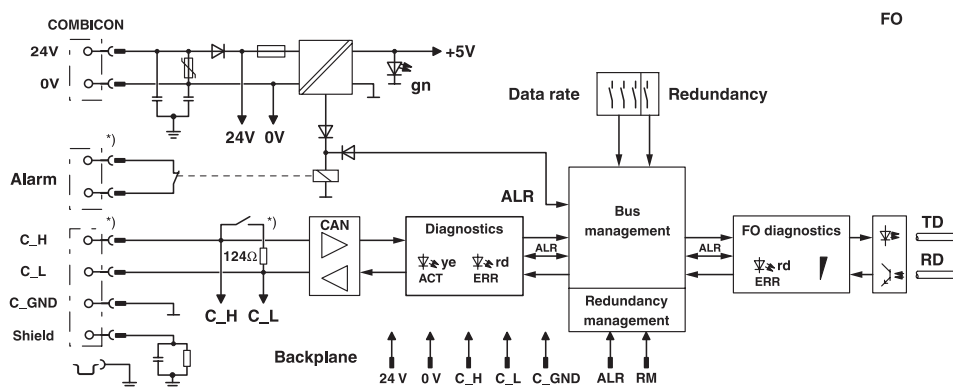 COMBICON
FO
24V
+5V
0V
gn
Data rate
Redundancy
24V
0V
*)
Alarm
ALR
Bus
management
*)
*)
C_H
CAN
Diagnostics
FO diagnostics
TD
124Ω
ye
rd
ALR
ALR
rd
RD
C_L
ACT
ERR
ERR
C_GND
C_H
C_L
Redundancy
management
Shield
Backplane
24 V
0 V
C_H
C_L
C_GND
ALR
RM